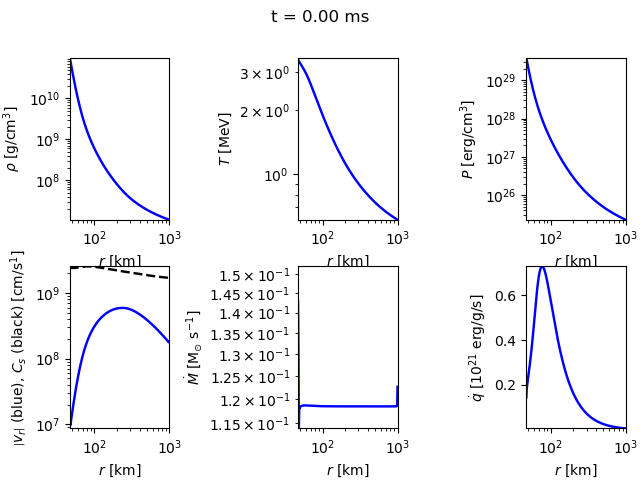 t = 0.00 ms
ρ [g/cm³]
10¹⁰
10⁹
10⁸
10²
10³
r [km]
T [MeV]
3 × 10⁰
2 × 10⁰
10⁰
10²
10³
r [km]
P [erg/cm³]
10²⁹
10²⁸
10²⁷
10²⁶
10²
10³
r [km]
|v_r| (blue), C_s (black) [cm/s¹]
10⁹
10⁸
10⁷
10²
10³
r [km]
Ṁ [M_⊙ s⁻¹]
1.5 × 10⁻¹
1.45 × 10⁻¹
1.4 × 10⁻¹
1.35 × 10⁻¹
1.3 × 10⁻¹
1.25 × 10⁻¹
1.2 × 10⁻¹
1.15 × 10⁻¹
10²
10³
r [km]
q̇ [10²¹ erg/g/s]
0.6
0.4
0.2
10²
10³
r [km]